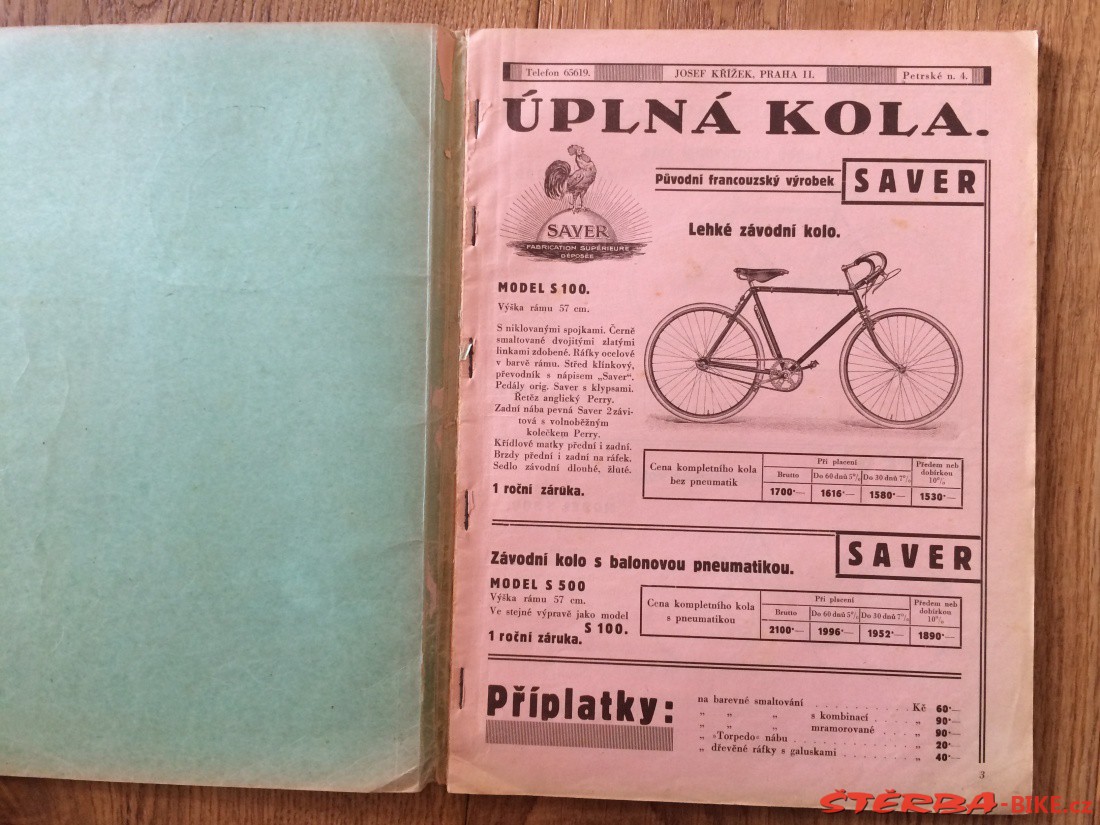 Telefon 65619. JOSEF KŘÍŽEK, PRAHA II, Petrské n. 4.
ÚPLNÁ KOLA.
Původní francouzský výrobek SAVER
SAVER
FABRICATION SUPÉRIEURE
DÉPOSÉE
Lehké závodní kolo.
MODEL S 100.
Výška rámu 57 cm.
S niklovanými spojkami. Černě
smaltované dvojitými zlatými
linkami zdobené. Ráfky ocelové
v barvě rámu. Střed klínkový,
převodník s nápisem „Saver“.
Pedály orig. Saver s klypsami.
Řetěz anglický Perry.
Zadní nába pevná Saver 2závi-
tová s volnoběžným
kolečkem Perry.
Křídlové matky přední i zadní.
Brzdy přední i zadní na ráfek.
Sedlo závodní dlouhé, žluté.
1 roční záruka.
Cena kompletního kola
bez pneumatik
Při placení
Brutto Do 60 dnů 5% Do 30 dnů 7%
Předem neb
dobírkou
10%
1700·— 1616·— 1580·— 1530·—
SAVER
Závodní kolo s balonovou pneumatikou.
MODEL S 500
Výška rámu 57 cm.
Ve stejné výpravě jako model
S 100.
1 roční záruka.
Cena kompletního kola
s pneumatikou
Při placení
Brutto Do 60 dnů 5% Do 30 dnů 7%
Předem neb
dobírkou
10%
2100·— 1996·— 1952·— 1890·—
Příplatky:
na barevné smaltování . . . . . . . . Kč 60·—
„ „ „ s kombinací . . . „ 90·—
„ „ „ mramorované . . . „ 90·—
„ »Torpedo« nábu . . . . . . . . „ 20·—
„ dřevěné ráfky s galuskami . . . . . „ 40·—
3
ŠTĚRBA-BIKE.cz